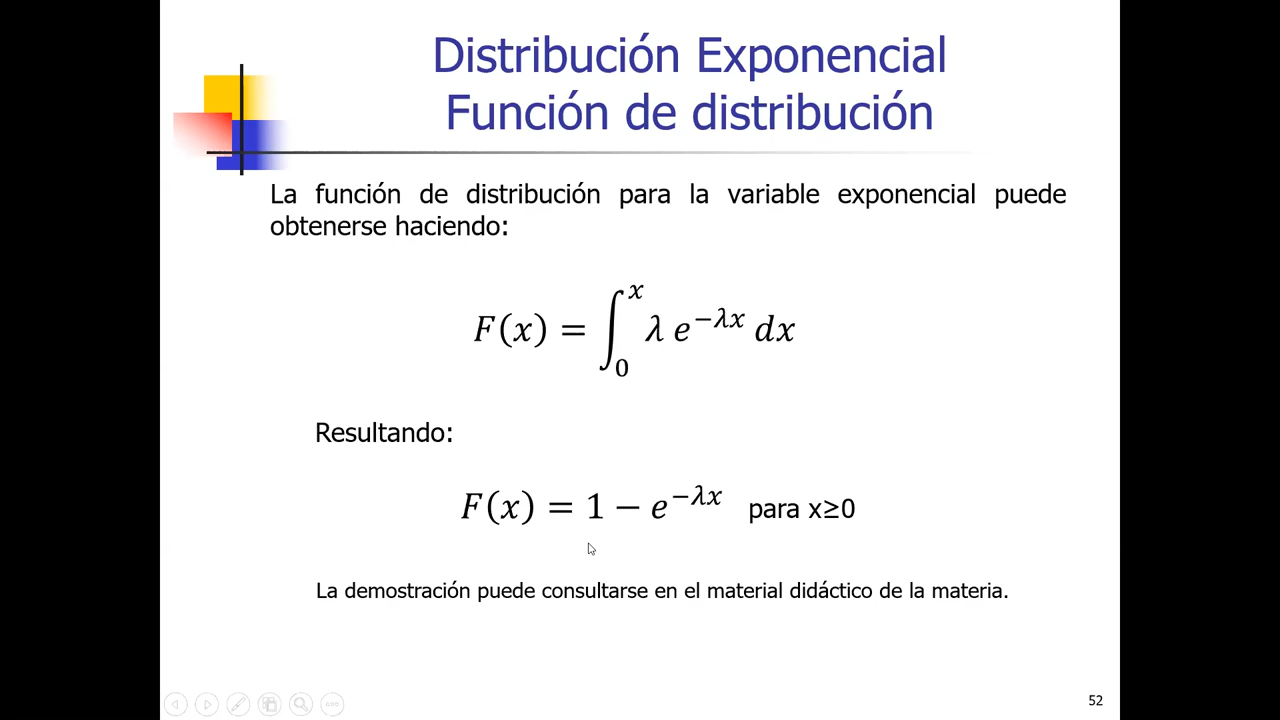 Distribución Exponencial
Función de distribución
La función de distribución para la variable exponencial puede
obtenerse haciendo:
F(x) = ∫₀ˣ λ e^{−λx} dx
Resultando:
F(x) = 1 − e^{−λx} para x≥0
La demostración puede consultarse en el material didáctico de la materia.
52